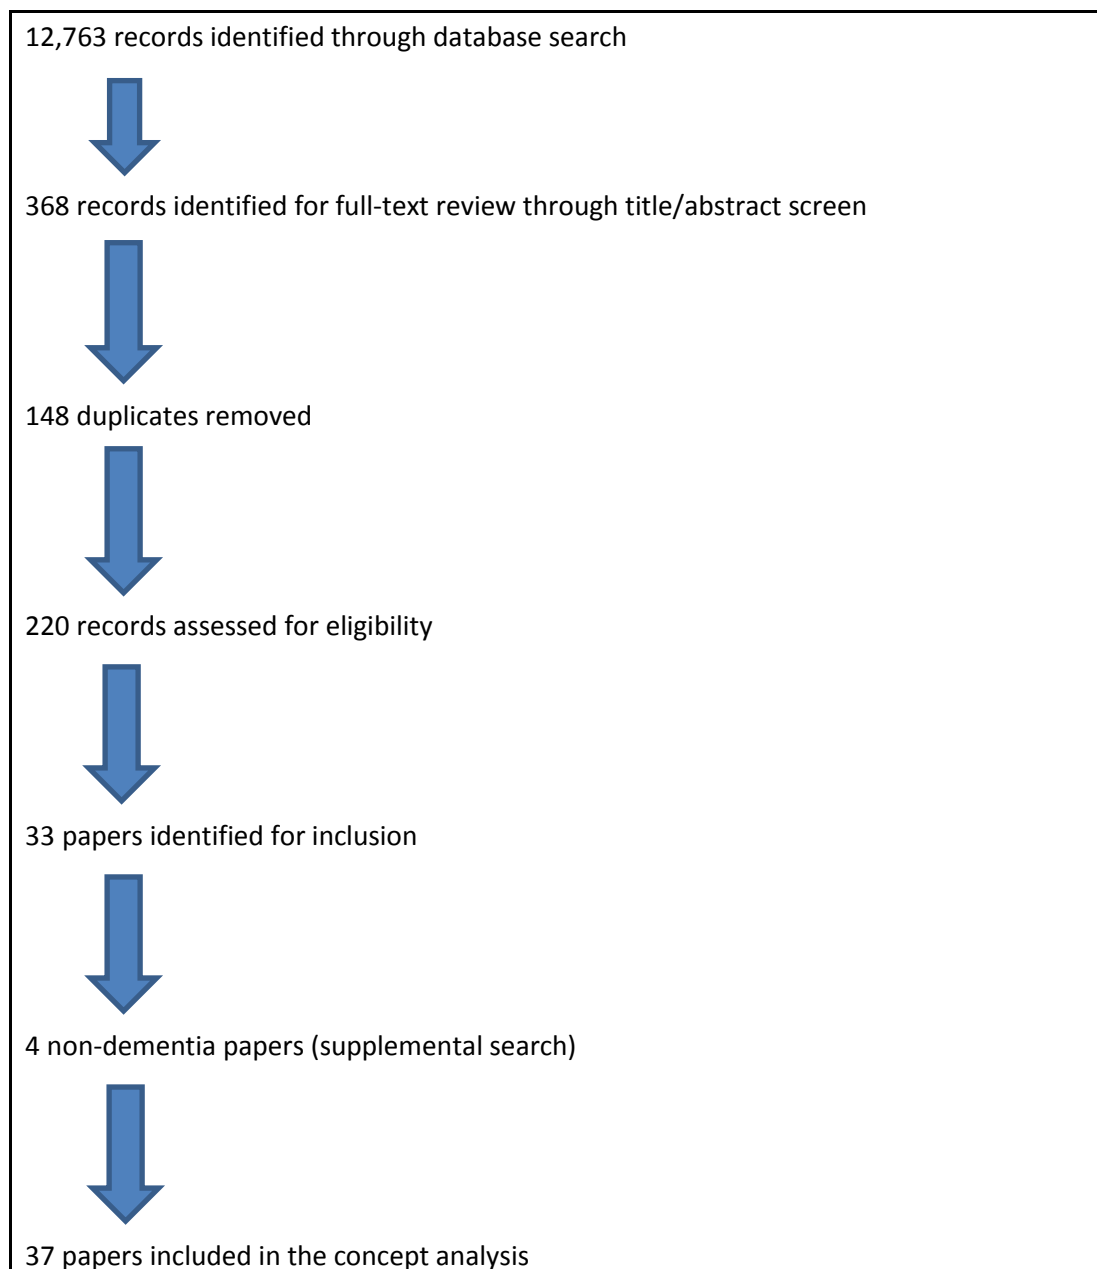 12,763 records identified through database search
368 records identified for full-text review through title/abstract screen
148 duplicates removed
220 records assessed for eligibility
33 papers identified for inclusion
4 non-dementia papers (supplemental search)
37 papers included in the concept analysis